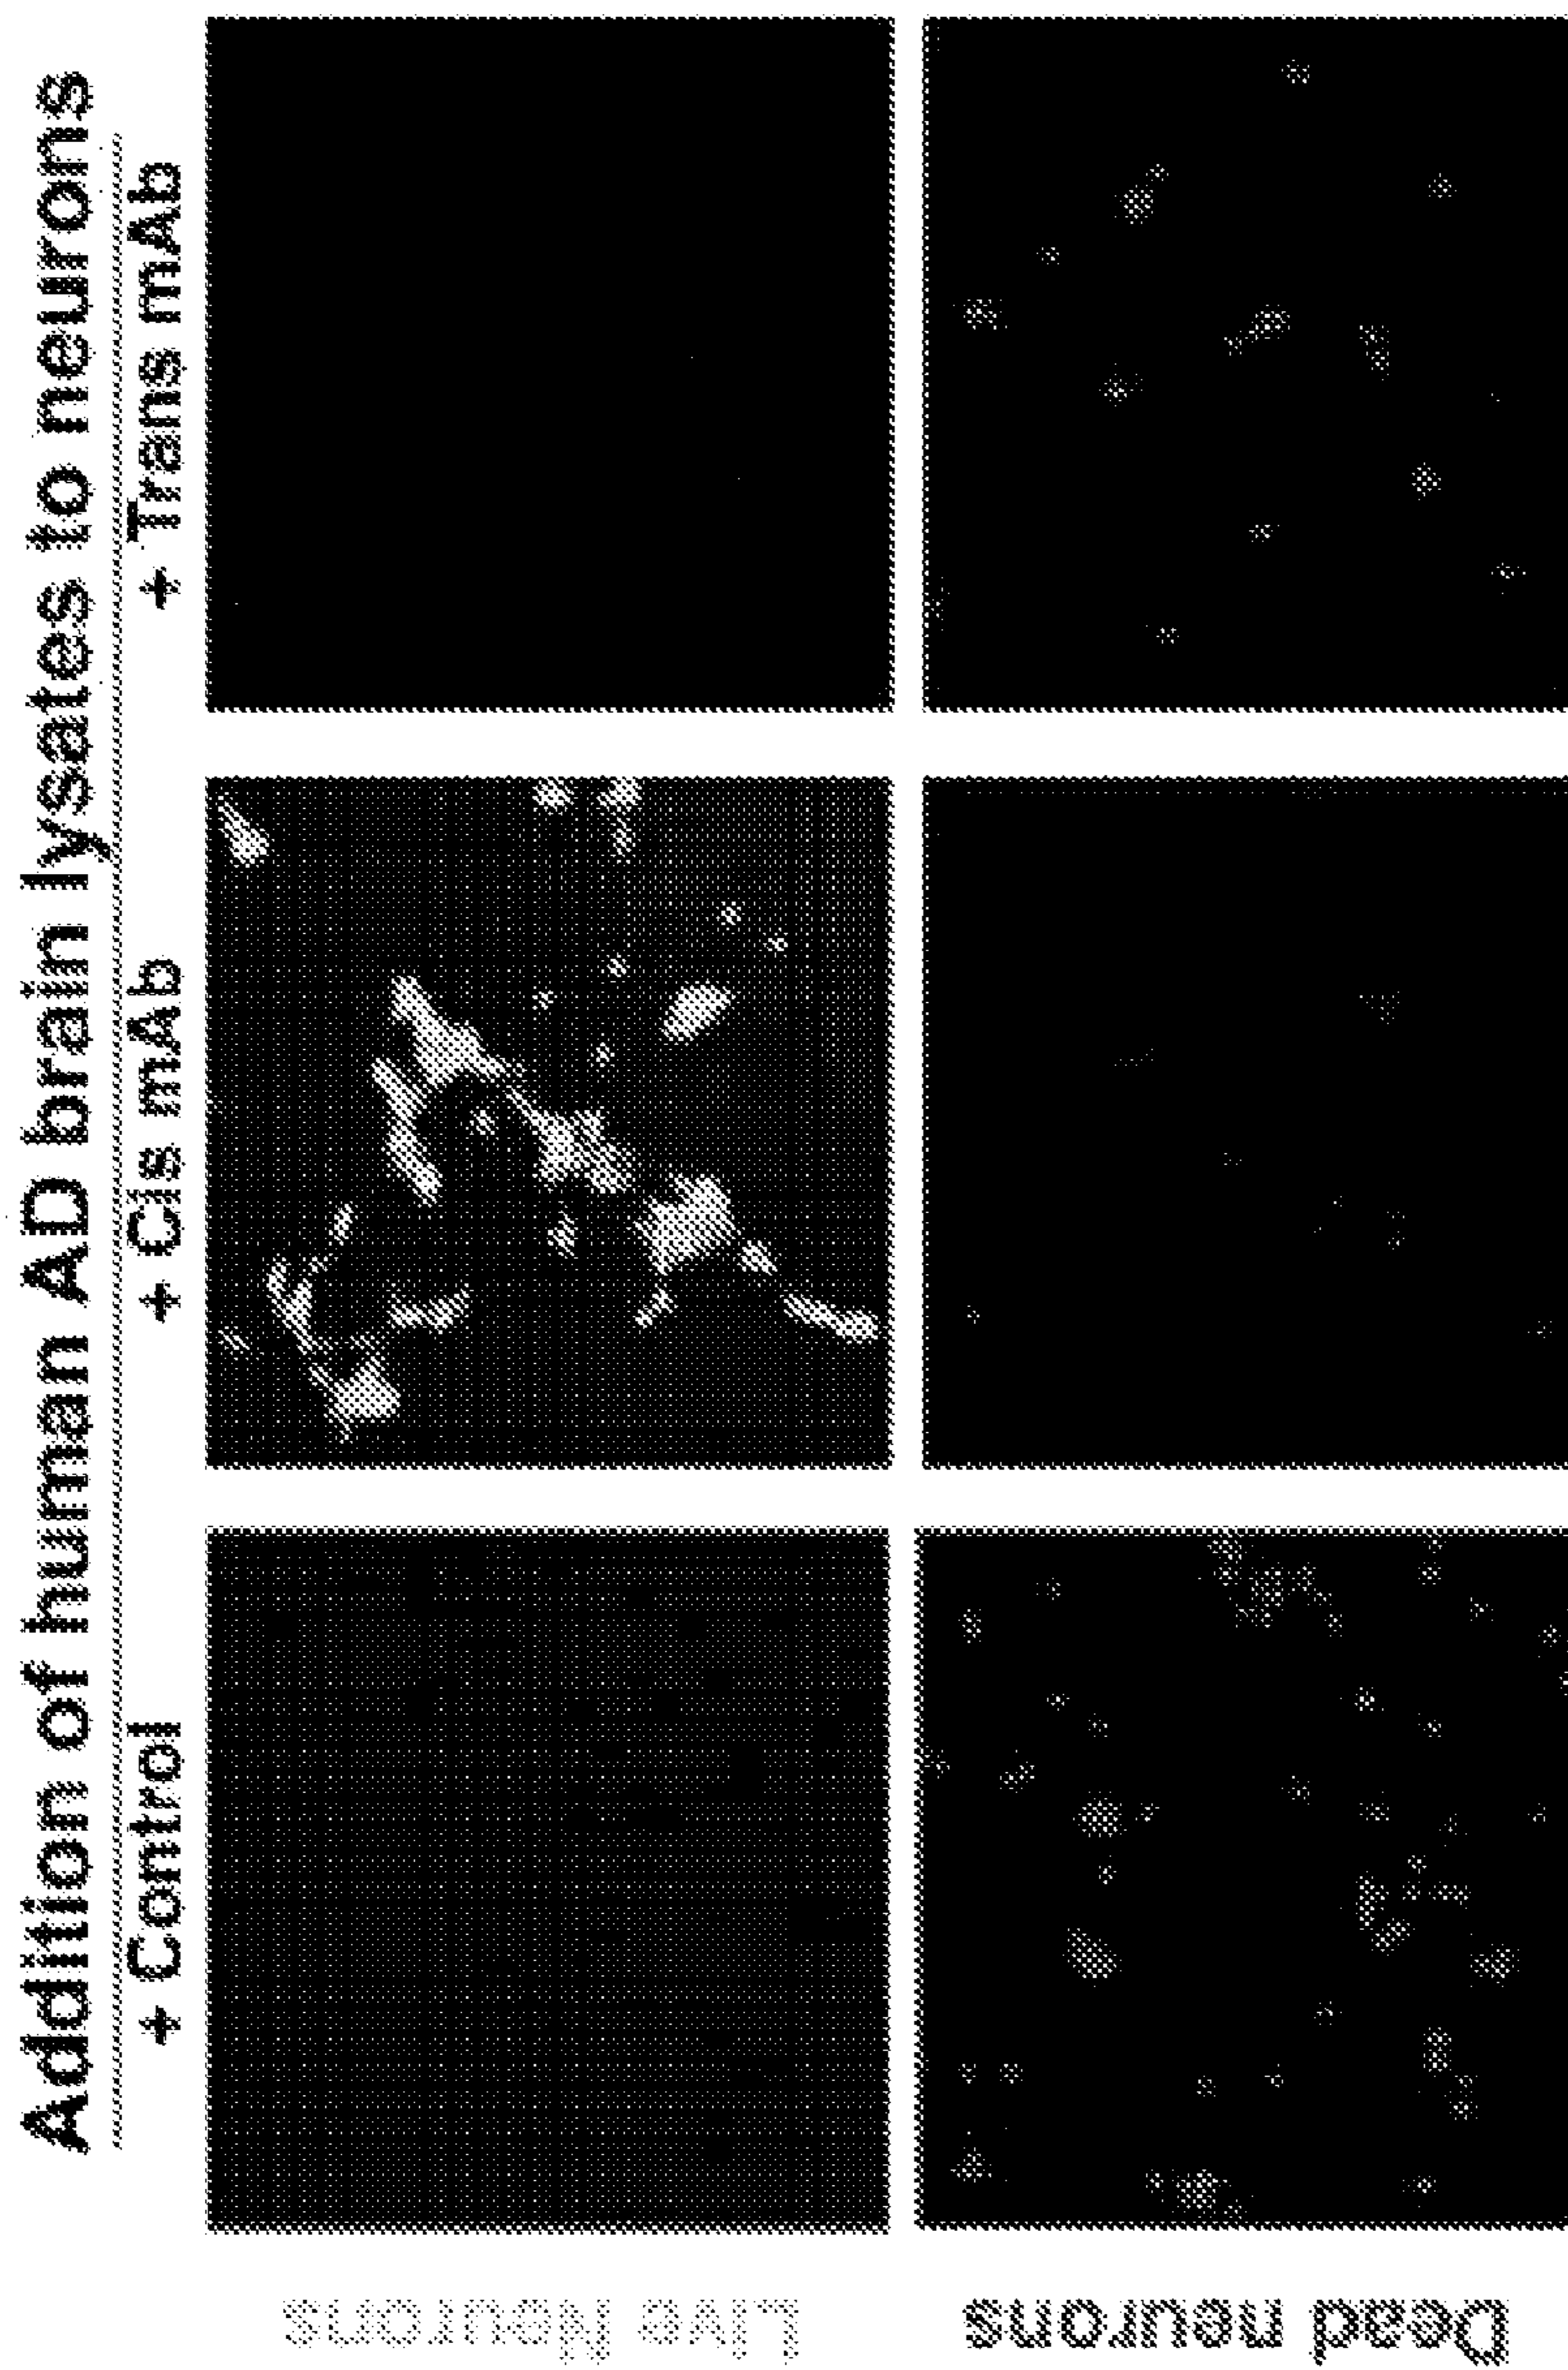 Addition of human AD brain lysates to neurons
+ Control
+ Cis mAb
+ Trans mAb
Live Neurons
Dead neurons